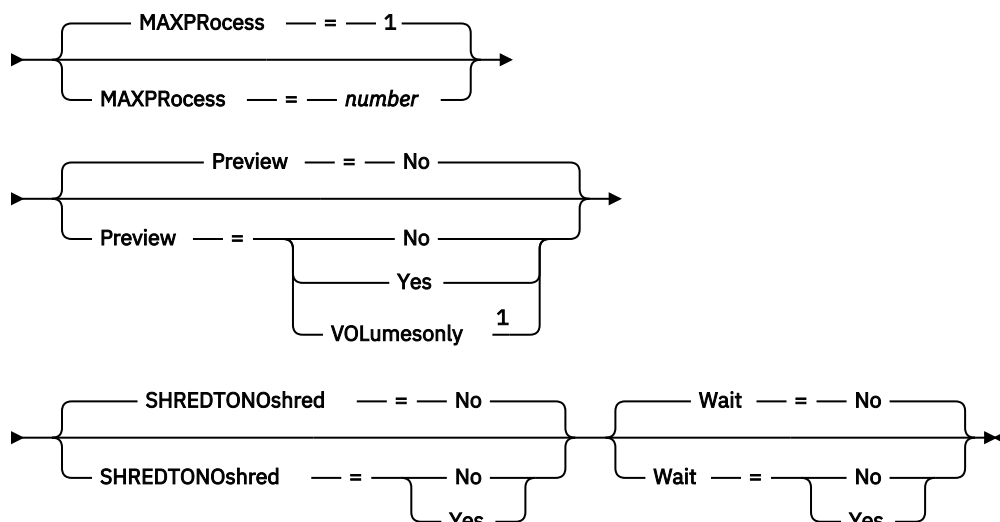 MAXPRocess = 1
MAXPRocess = number
Preview = No
Preview = No
Yes
VOLumesonly 1
SHREDTONOshred = No Wait = No
SHREDTONOshred = No Wait = No
Yes Yes